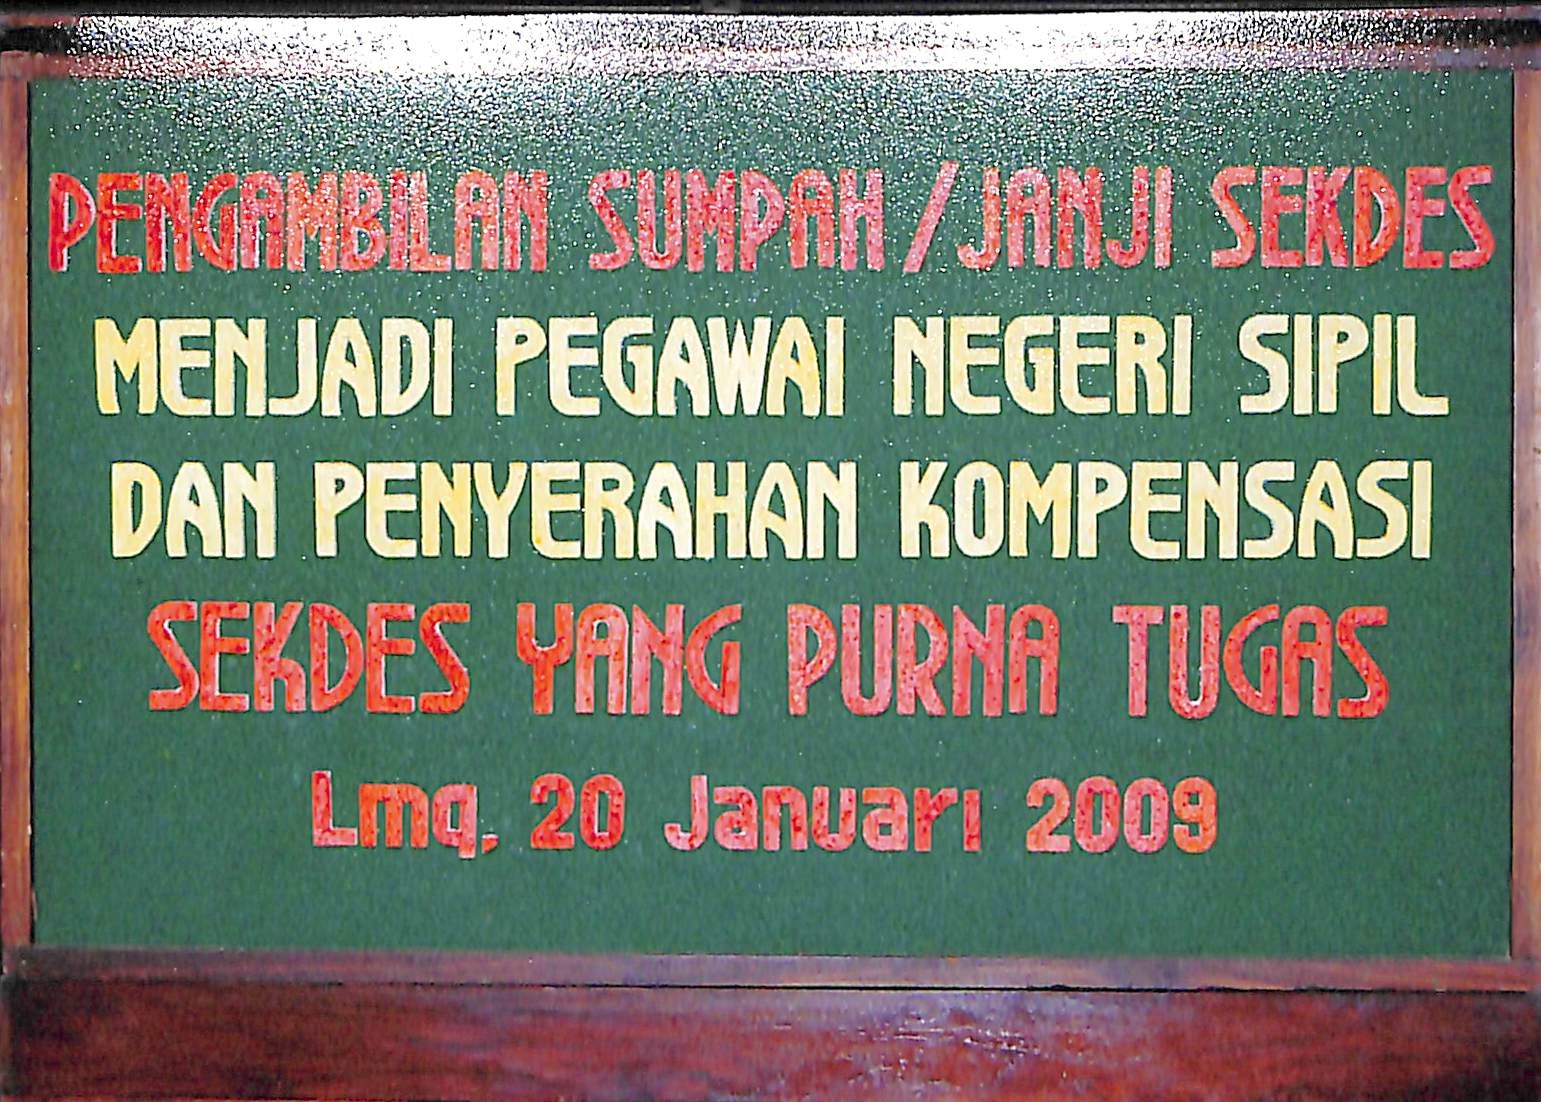 PENGAMBILAN SUMPAH/JANJI SEKDES
MENJADI PEGAWAI NEGERI SIPIL
DAN PENYERAHAN KOMPENSASI
SEKDES YANG PURNA TUGAS
Lmg, 20 Januari 2009